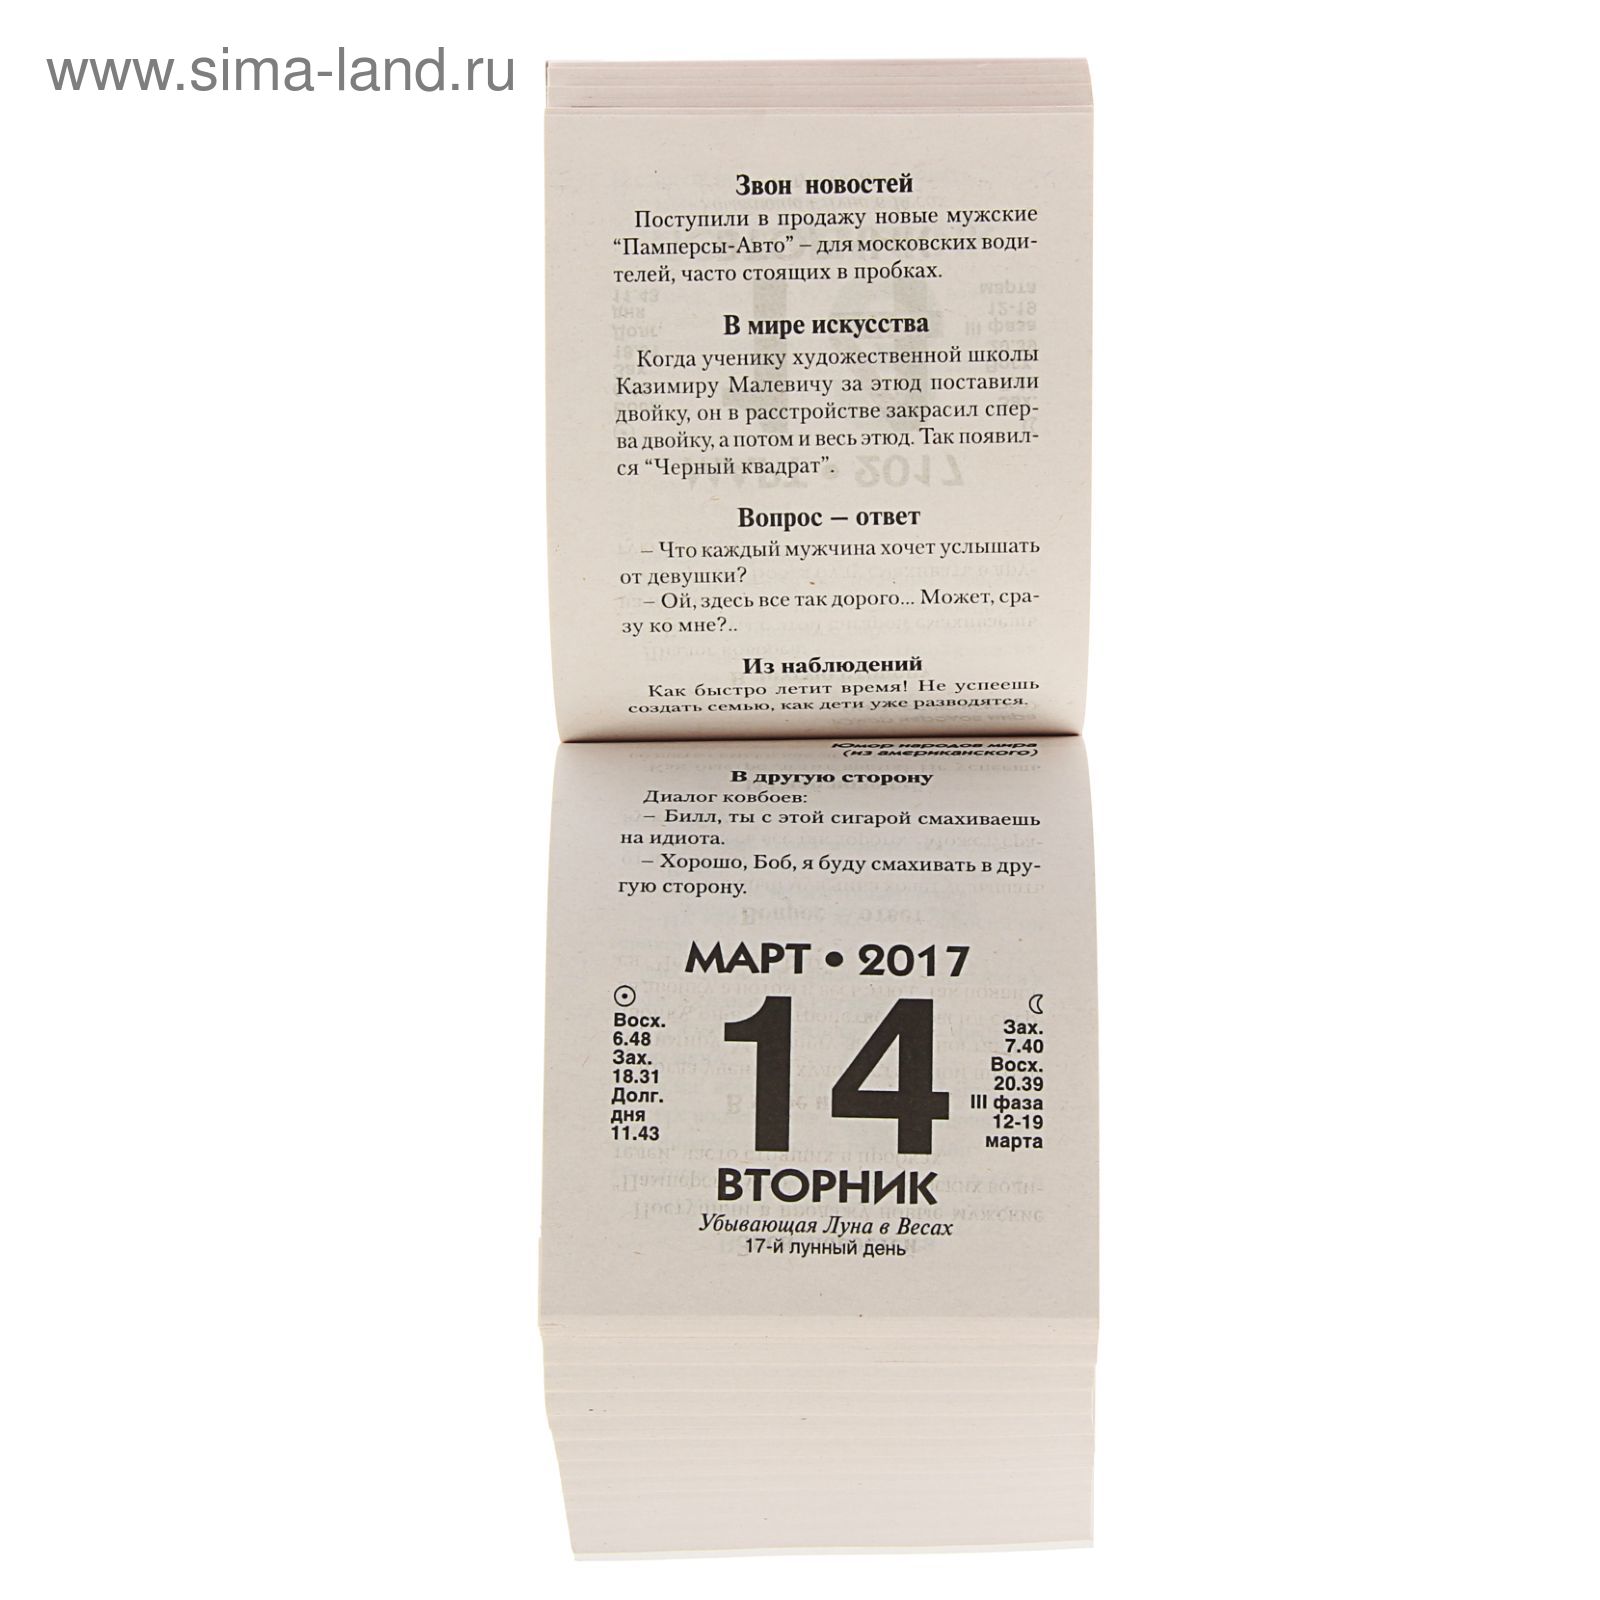 www.sima-land.ru
Звон новостей
Поступили в продажу новые мужские
“Памперсы-Авто” – для московских води-
телей, часто стоящих в пробках.
В мире искусства
Когда ученику художественной школы
Казимиру Малевичу за этюд поставили
двойку, он в расстройстве закрасил спер-
ва двойку, а потом и весь этюд. Так появил-
ся “Черный квадрат”.
Вопрос – ответ
– Что каждый мужчина хочет услышать
от девушки?
– Ой, здесь все так дорого... Может, сра-
зу ко мне?..
Из наблюдений
Как быстро летит время! Не успеешь
создать семью, как дети уже разводятся.
Юмор народов мира
(из американского)
В другую сторону
Диалог ковбоев:
– Билл, ты с этой сигарой смахиваешь
на идиота.
– Хорошо, Боб, я буду смахивать в дру-
гую сторону.
МАРТ • 2017
Восх.
6.48
Зах.
18.31
Долг.
дня
11.43
14
Зах.
7.40
Восх.
20.39
III фаза
12-19
марта
ВТОРНИК
Убывающая Луна в Весах
17-й лунный день